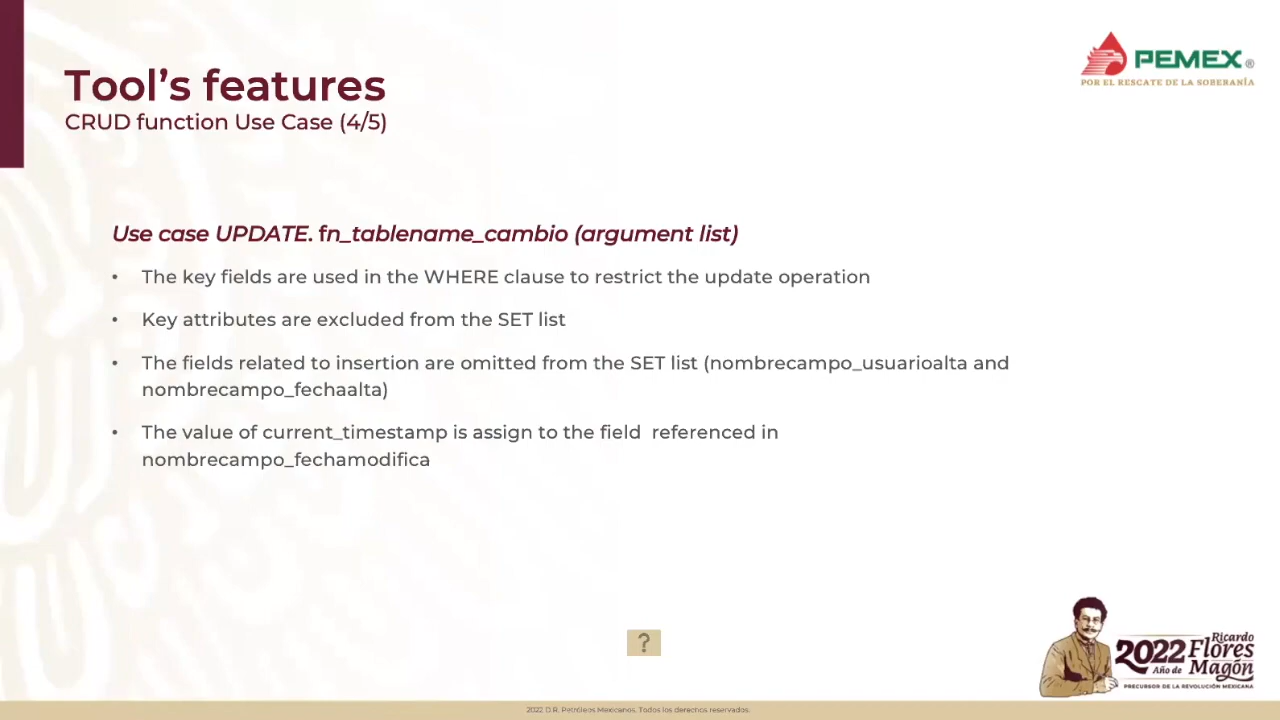 Tool's features
CRUD function Use Case (4/5)
PEMEX ®
POR EL RESCATE DE LA SOBERANÍA
Use case UPDATE. fn_tablename_cambio (argument list)
• The key fields are used in the WHERE clause to restrict the update operation
• Key attributes are excluded from the SET list
• The fields related to insertion are omitted from the SET list (nombrecampo_usuarioalta and
nombrecampo_fechaalta)
• The value of current_timestamp is assign to the field  referenced in
nombrecampo_fechamodifica
?
2022 Ricardo
Año de Flores
Magón
PRECURSOR DE LA REVOLUCIÓN MEXICANA
2022 D.R. Petróleos Mexicanos. Todos los derechos reservados.